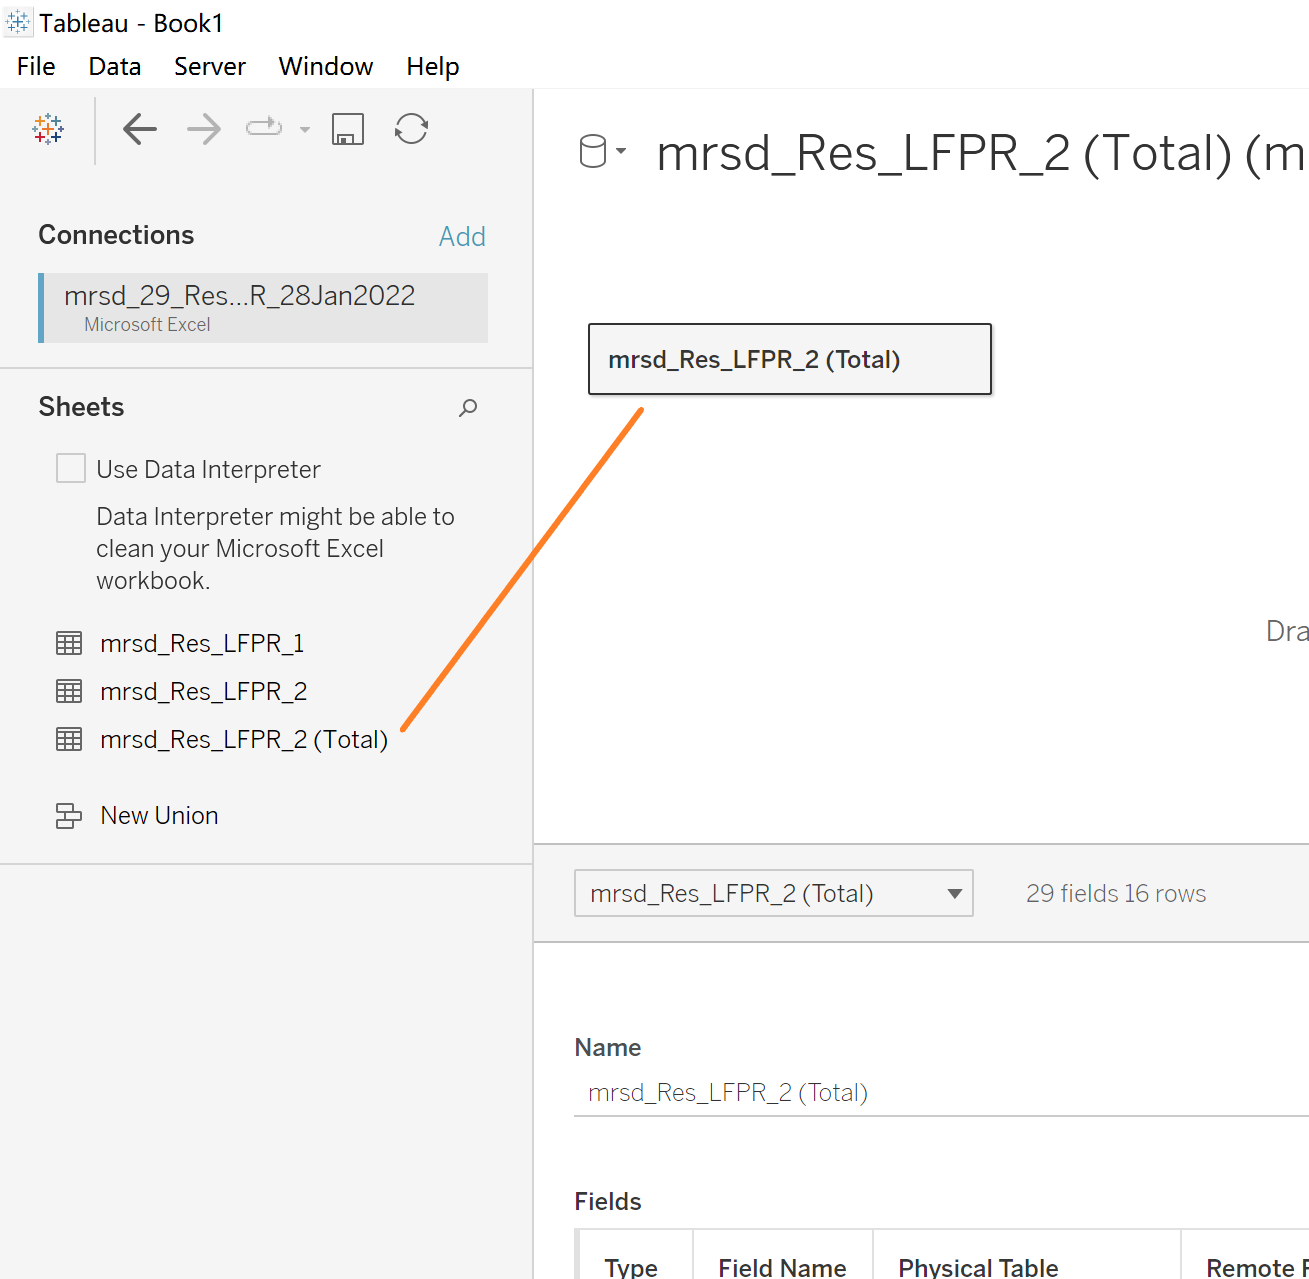 Tableau - Book1
File Data Server Window Help
Connections
Add
mrsd_29_Res...R_28Jan2022
Microsoft Excel
Sheets
Use Data Interpreter
Data Interpreter might be able to
clean your Microsoft Excel
workbook.
mrsd_Res_LFPR_1
mrsd_Res_LFPR_2
mrsd_Res_LFPR_2 (Total)
New Union
mrsd_Res_LFPR_2 (Total) (m
mrsd_Res_LFPR_2 (Total)
Dra
mrsd_Res_LFPR_2 (Total)
29 fields 16 rows
Name
mrsd_Res_LFPR_2 (Total)
Fields
Type Field Name Physical Table Remote F